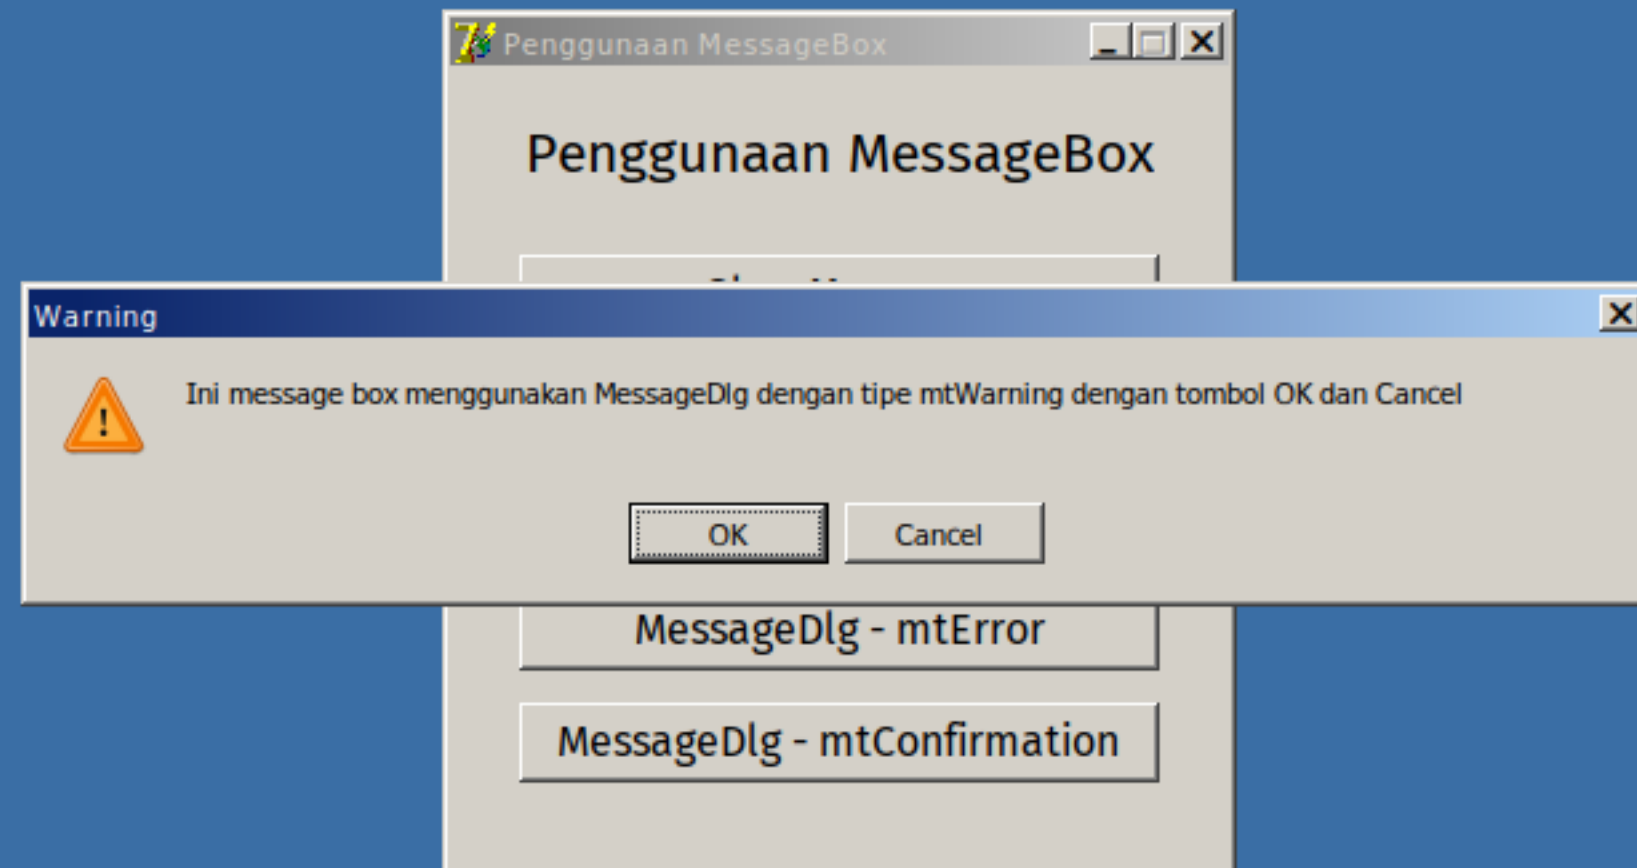 Penggunaan MessageBox
Penggunaan MessageBox
Warning
Ini message box menggunakan MessageDlg dengan tipe mtWarning dengan tombol OK dan Cancel
OK Cancel
MessageDlg - mtError
MessageDlg - mtConfirmation